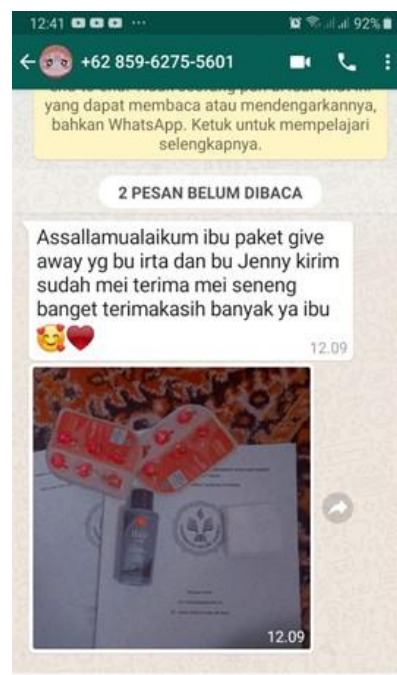 12:41
92%
+62 859-6275-5601
yang dapat membaca atau mendengarkannya,
bahkan WhatsApp. Ketuk untuk mempelajari
selengkapnya.
2 PESAN BELUM DIBACA
Assallamualaikum ibu paket give
away yg bu irta dan bu Jenny kirim
sudah mei terima mei seneng
banget terimakasih banyak ya ibu
12.09
12.09